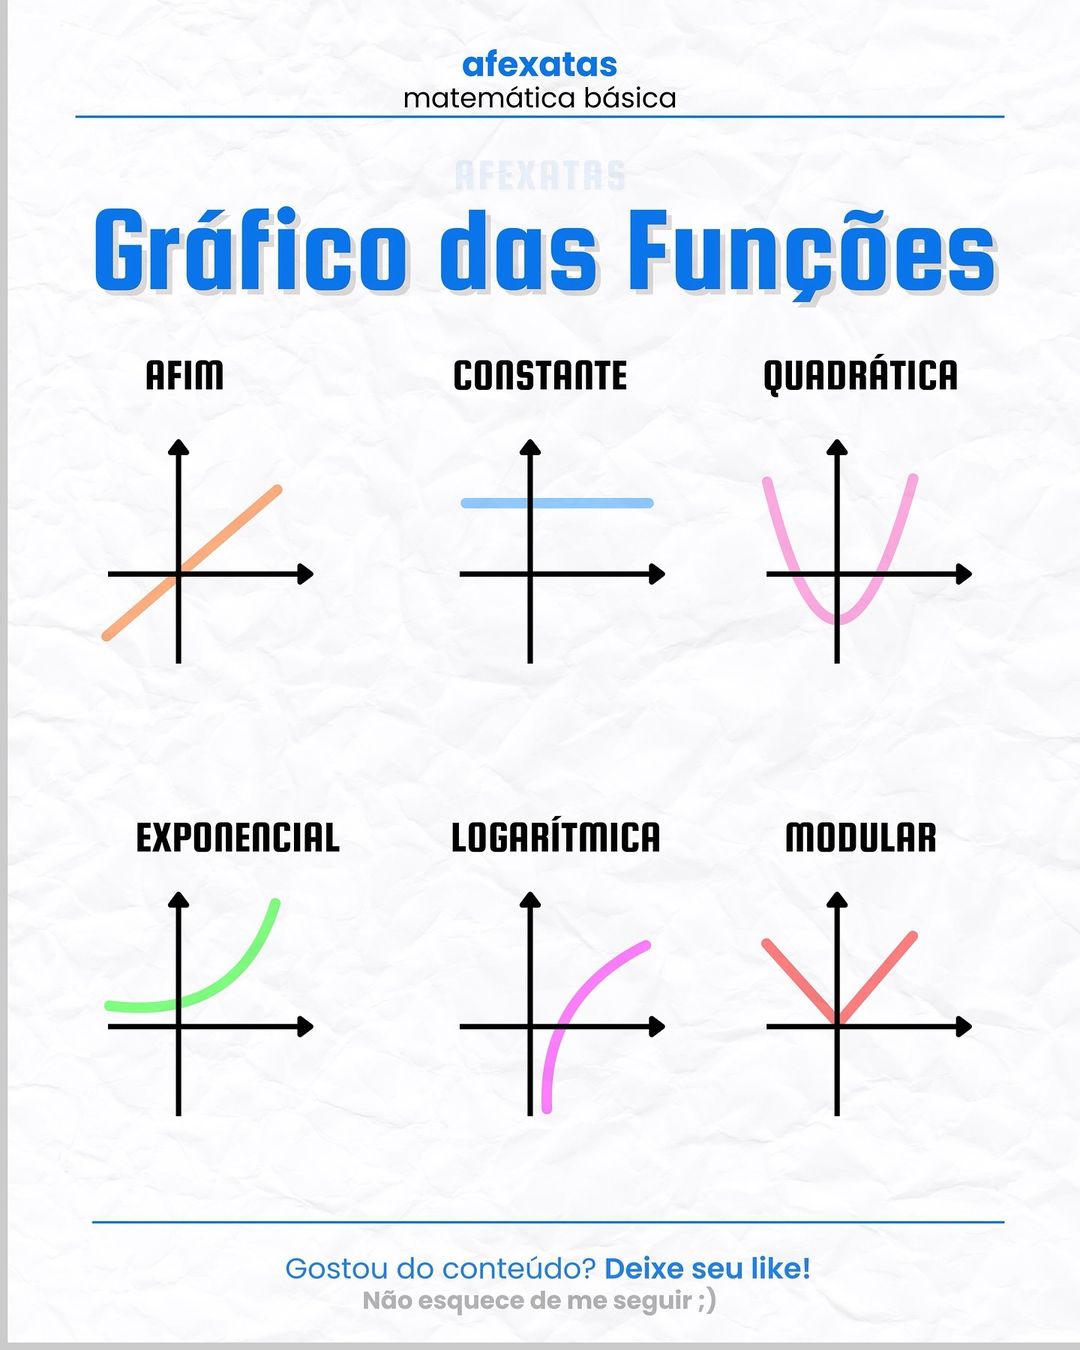 afexatas
matemática básica
AFEXATAS
Gráfico das Funções
AFIM
CONSTANTE
QUADRÁTICA
EXPONENCIAL
LOGARÍTMICA
MODULAR
Gostou do conteúdo? Deixe seu like!
Não esquece de me seguir ;)